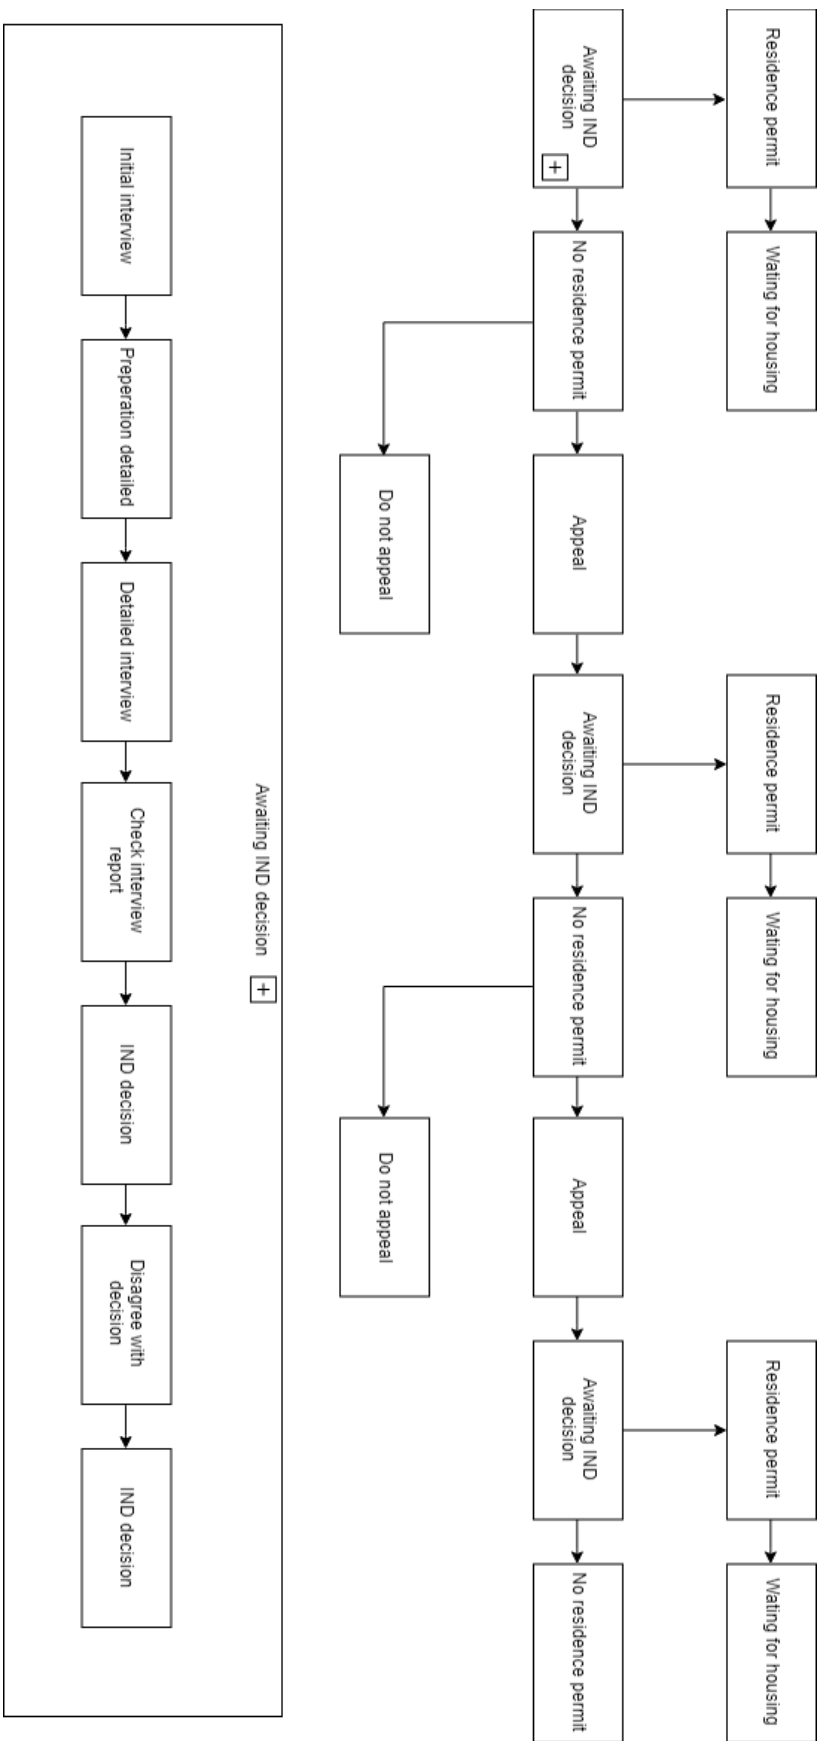 Residence permit
Wating for housing
Residence permit
Wating for housing
Residence permit
Wating for housing
Awaiting IND
decision
+
No residence permit
Appeal
Awaiting IND
decision
No residence permit
Appeal
Awaiting IND
decision
No residence permit
Do not appeal
Do not appeal
Awaiting IND decision +
Initial interview
Preperation detailed
Detailed interview
Check interview
report
IND decision
Disagree with
decision
IND decision